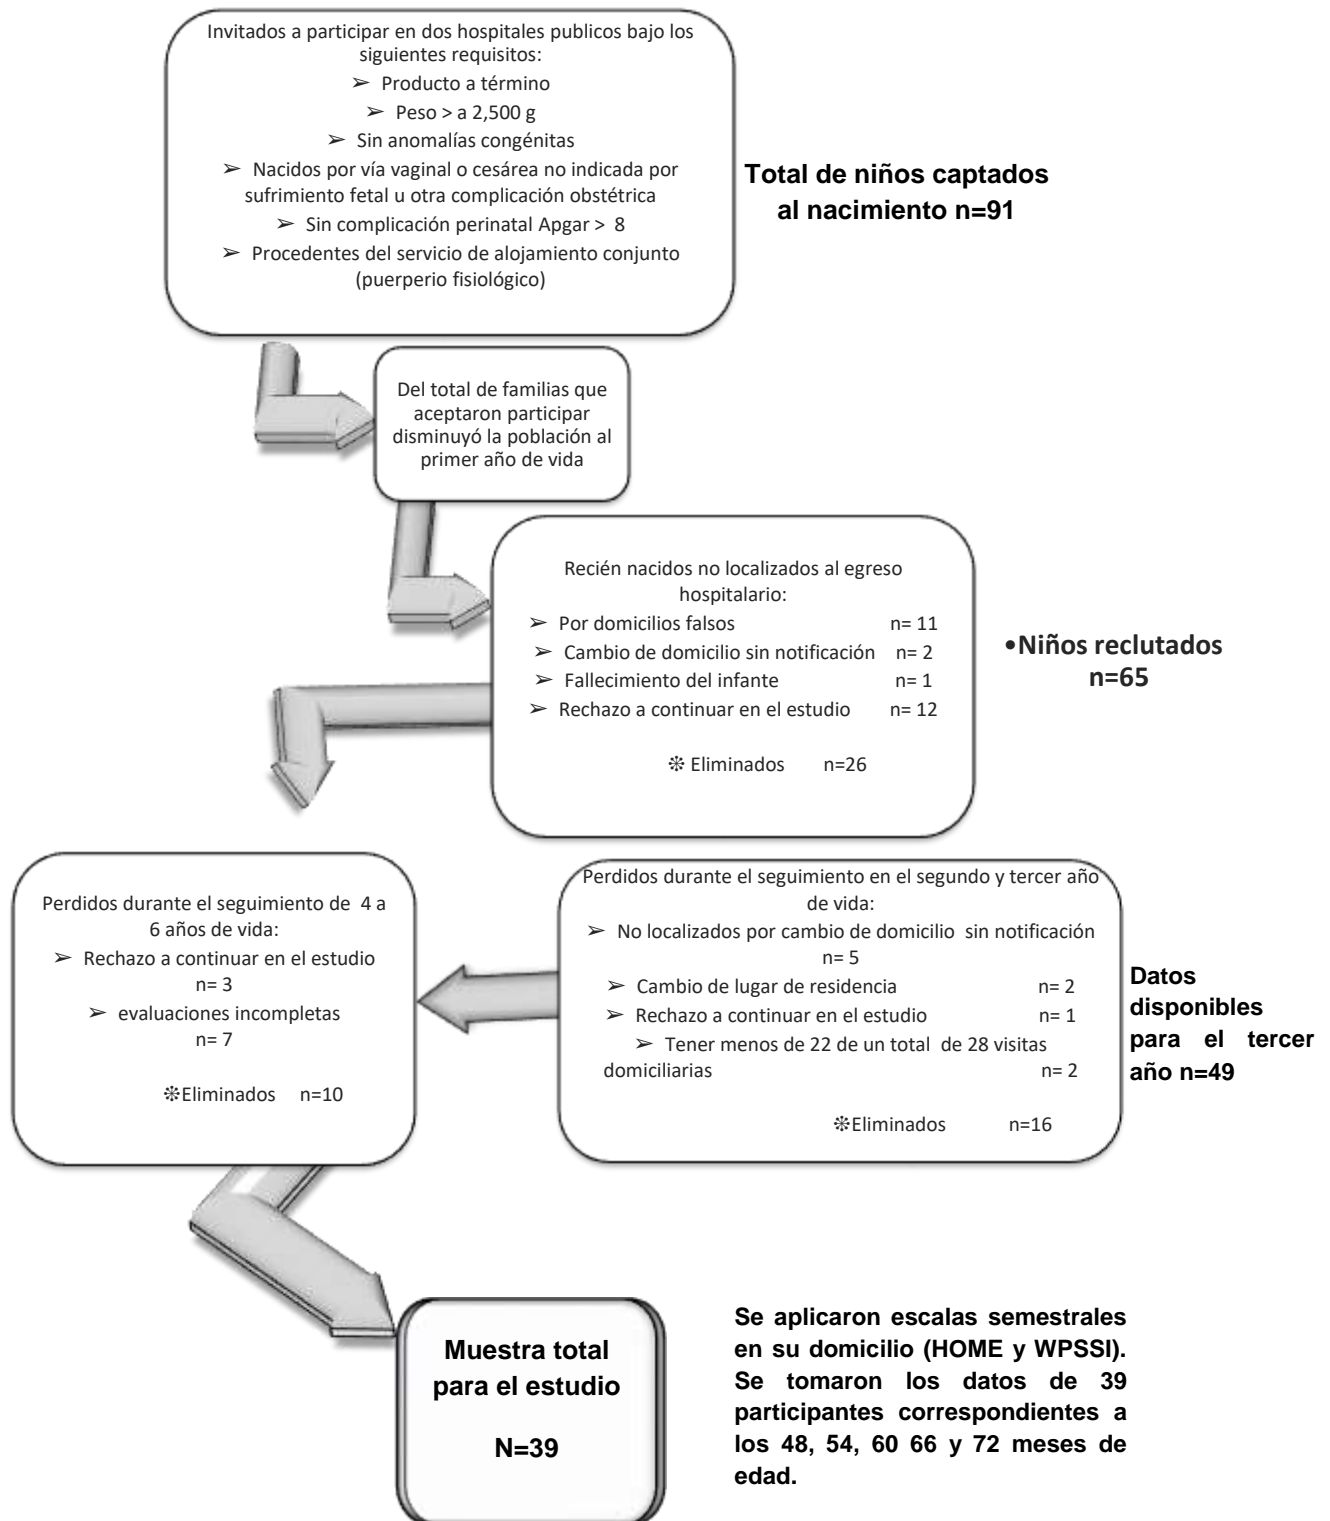 Invitados a participar en dos hospitales publicos bajo los
siguientes requisitos:
➢ Producto a término
➢ Peso > a 2,500 g
➢ Sin anomalías congénitas
➢ Nacidos por vía vaginal o cesárea no indicada por
sufrimiento fetal u otra complicación obstétrica
➢ Sin complicación perinatal Apgar > 8
➢ Procedentes del servicio de alojamiento conjunto
(puerperio fisiológico)
Total de niños captados
al nacimiento n=91
Del total de familias que
aceptaron participar
disminuyó la población al
primer año de vida
Recién nacidos no localizados al egreso
hospitalario:
➢ Por domicilios falsos n= 11
➢ Cambio de domicilio sin notificación n= 2
➢ Fallecimiento del infante n= 1
➢ Rechazo a continuar en el estudio n= 12
❊ Eliminados n=26
•Niños reclutados
n=65
Perdidos durante el seguimiento en el segundo y tercer año
de vida:
➢ No localizados por cambio de domicilio sin notificación
n= 5
➢ Cambio de lugar de residencia n= 2
➢ Rechazo a continuar en el estudio n= 1
➢ Tener menos de 22 de un total de 28 visitas
domiciliarias n= 2
❊Eliminados n=16
Datos
disponibles
para el tercer
año n=49
Perdidos durante el seguimiento de 4 a
6 años de vida:
➢ Rechazo a continuar en el estudio
n= 3
➢ evaluaciones incompletas
n= 7
❊Eliminados n=10
Muestra total
para el estudio
N=39
Se aplicaron escalas semestrales
en su domicilio (HOME y WPSSI).
Se tomaron los datos de 39
participantes correspondientes a
los 48, 54, 60 66 y 72 meses de
edad.